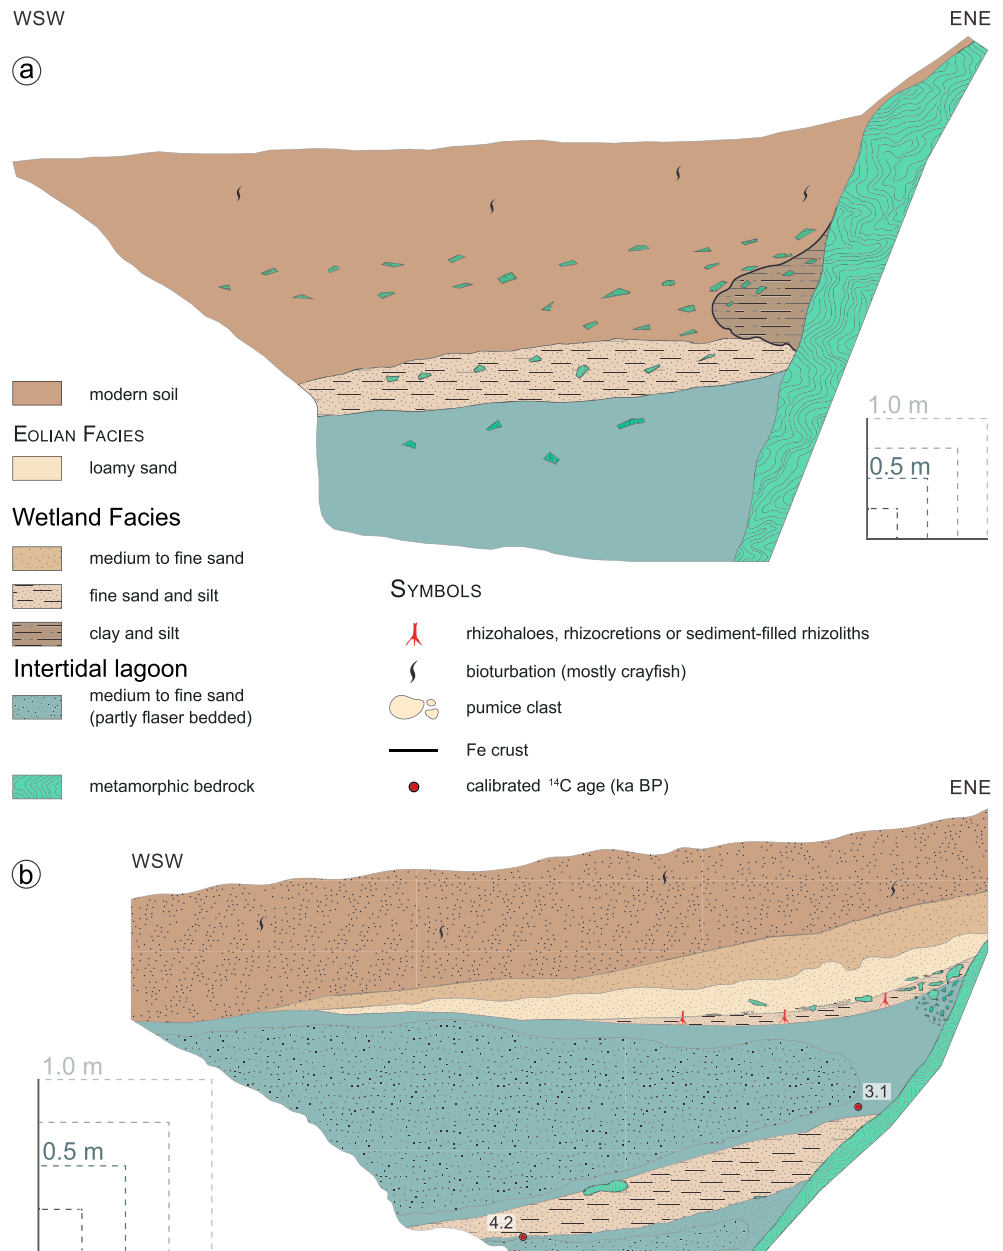 WSW
ENE
a
modern soil
EOLIAN FACIES
loamy sand
Wetland Facies
medium to fine sand
fine sand and silt
clay and silt
Intertidal lagoon
medium to fine sand
(partly flaser bedded)
metamorphic bedrock
1.0 m
0.5 m
SYMBOLS
rhizohaloes, rhizocretions or sediment-filled rhizoliths
bioturbation (mostly crayfish)
pumice clast
Fe crust
calibrated ¹⁴C age (ka BP)
ENE
WSW
b
1.0 m
0.5 m
3.1
4.2